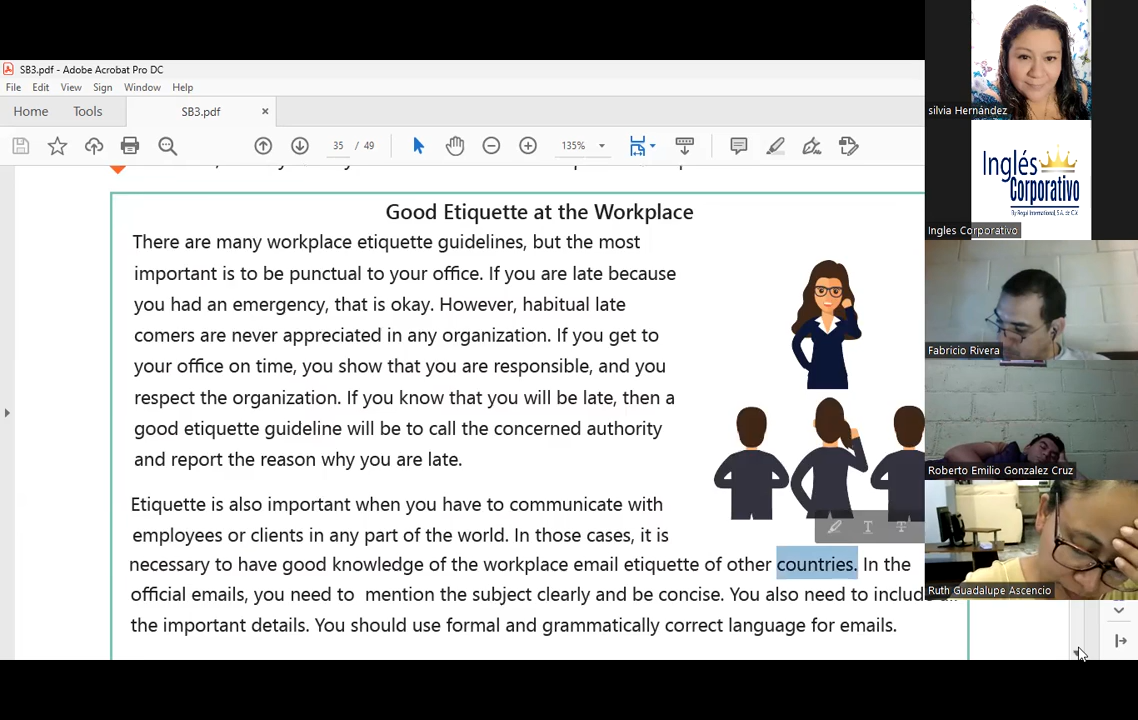 SB3.pdf - Adobe Acrobat Pro DC
File Edit View Sign Window Help
Home Tools SB3.pdf ×
35 / 49 135%
Good Etiquette at the Workplace
There are many workplace etiquette guidelines, but the most
important is to be punctual to your office. If you are late because
you had an emergency, that is okay. However, habitual late
comers are never appreciated in any organization. If you get to
your office on time, you show that you are responsible, and you
respect the organization. If you know that you will be late, then a
good etiquette guideline will be to call the concerned authority
and report the reason why you are late.
Etiquette is also important when you have to communicate with
employees or clients in any part of the world. In those cases, it is
necessary to have good knowledge of the workplace email etiquette of other countries. In the
official emails, you need to mention the subject clearly and be concise. You also need to include
the important details. You should use formal and grammatically correct language for emails.
silvia Hernández
Inglés
Corporativo
By Regal International, S.A. de C.V.
Ingles Corporativo
Fabricio Rivera
Roberto Emilio Gonzalez Cruz
Ruth Guadalupe Ascencio